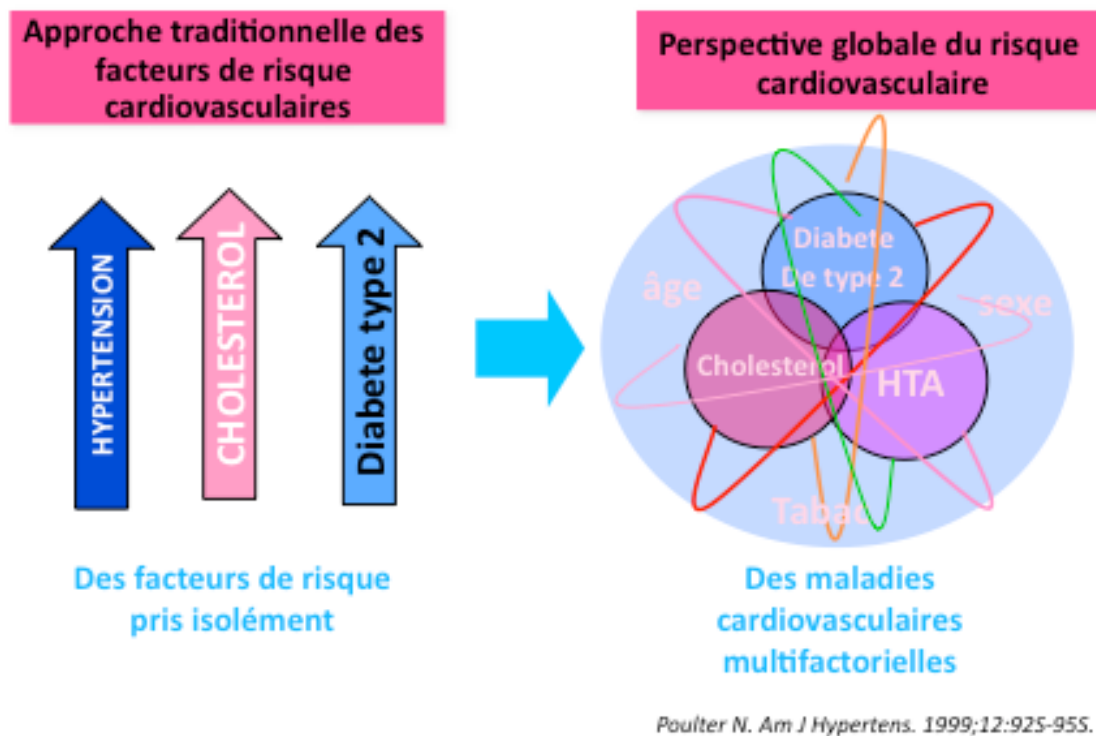 Approche traditionnelle des
facteurs de risque
cardiovasculaires
Perspective globale du risque
cardiovasculaire
HYPERTENSION
CHOLESTEROL
Diabete type 2
Diabete
De type 2
âge
sexe
Cholesterol
HTA
Tabac
Des facteurs de risque
pris isolément
Des maladies
cardiovasculaires
multifactorielles
Poulter N. Am J Hypertens. 1999;12:92S-95S.